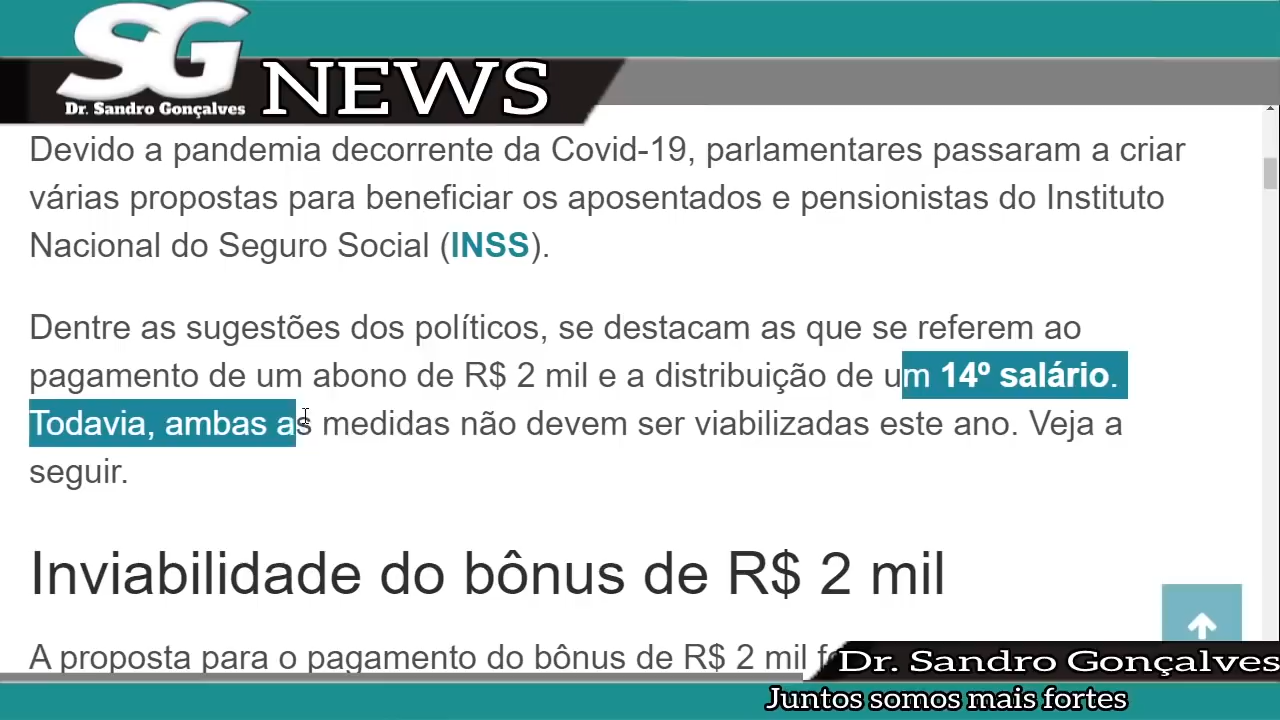 SG
Dr. Sandro Gonçalves
NEWS
Devido a pandemia decorrente da Covid-19, parlamentares passaram a criar
várias propostas para beneficiar os aposentados e pensionistas do Instituto
Nacional do Seguro Social (INSS).
Dentre as sugestões dos políticos, se destacam as que se referem ao
pagamento de um abono de R$ 2 mil e a distribuição de um 14º salário.
Todavia, ambas as medidas não devem ser viabilizadas este ano. Veja a
seguir.
Inviabilidade do bônus de R$ 2 mil
A proposta para o pagamento do bônus de R$ 2 mil
Dr. Sandro Gonçalves
Juntos somos mais fortes